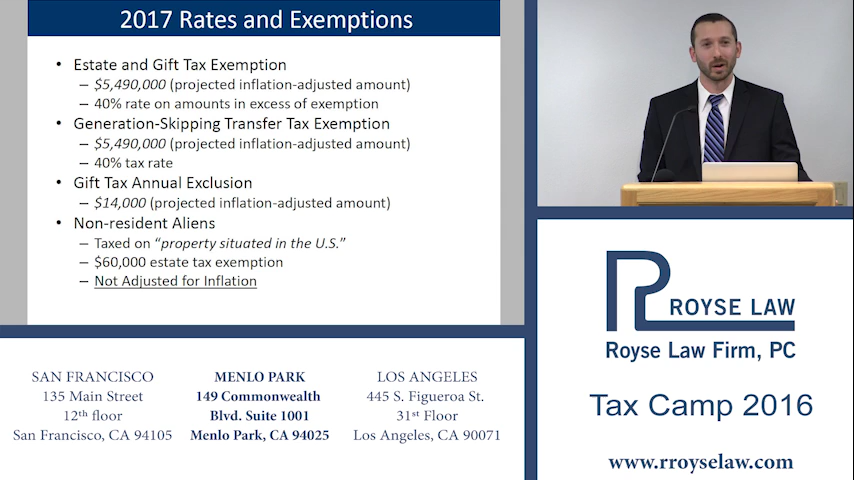 2017 Rates and Exemptions
• Estate and Gift Tax Exemption
– $5,490,000 (projected inflation-adjusted amount)
– 40% rate on amounts in excess of exemption
• Generation-Skipping Transfer Tax Exemption
– $5,490,000 (projected inflation-adjusted amount)
– 40% tax rate
• Gift Tax Annual Exclusion
– $14,000 (projected inflation-adjusted amount)
• Non-resident Aliens
– Taxed on “property situated in the U.S.”
– $60,000 estate tax exemption
– Not Adjusted for Inflation
SAN FRANCISCO
135 Main Street
12th floor
San Francisco, CA 94105
MENLO PARK
149 Commonwealth
Blvd. Suite 1001
Menlo Park, CA 94025
LOS ANGELES
445 S. Figueroa St.
31st Floor
Los Angeles, CA 90071
RL ROYSE LAW
Royse Law Firm, PC
Tax Camp 2016
www.rroyselaw.com